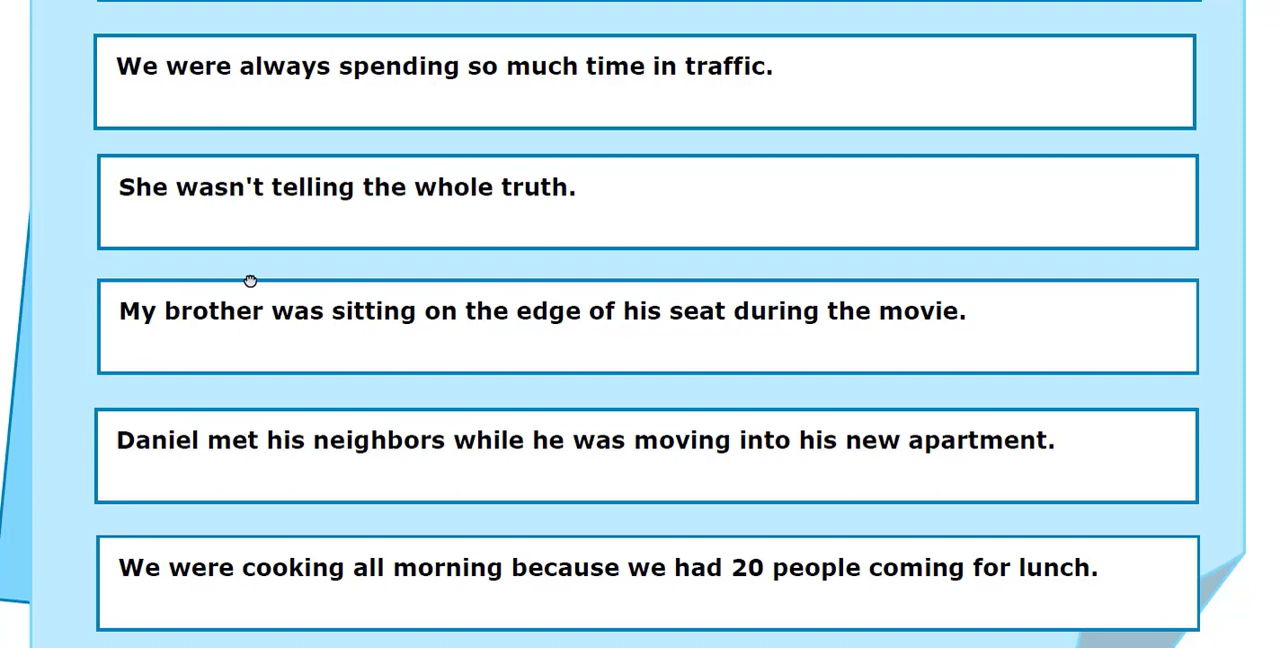 We were always spending so much time in traffic.
She wasn't telling the whole truth.
My brother was sitting on the edge of his seat during the movie.
Daniel met his neighbors while he was moving into his new apartment.
We were cooking all morning because we had 20 people coming for lunch.